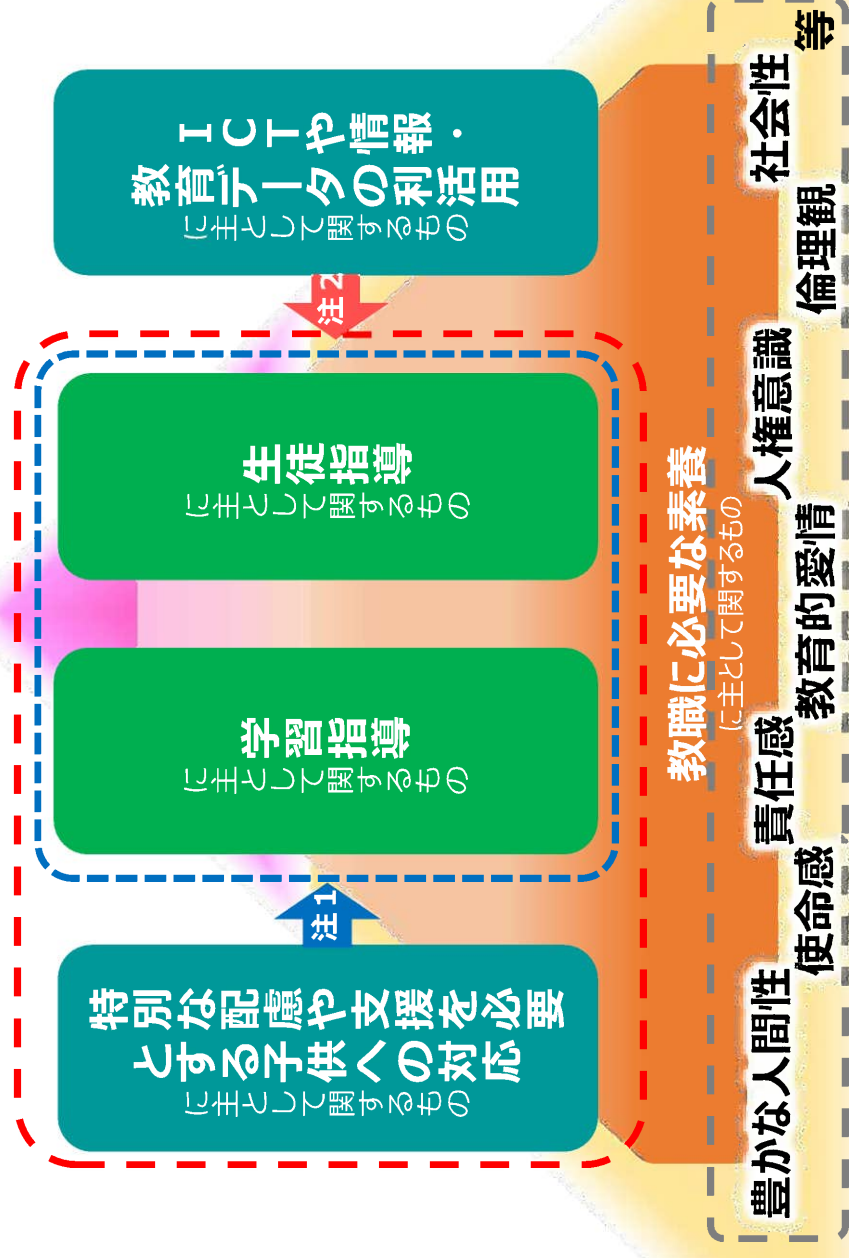 特別な配慮や支援を必要
とする子供への対応
に主として関するもの
注１
学習指導
に主として関するもの
生徒指導
に主として関するもの
注２
ＩＣＴや情報・
教育データの利活用
に主として関するもの
教職に必要な素養
に主として関するもの
豊かな人間性
使命感
責任感
教育的愛情
人権意識
倫理観
社会性
等